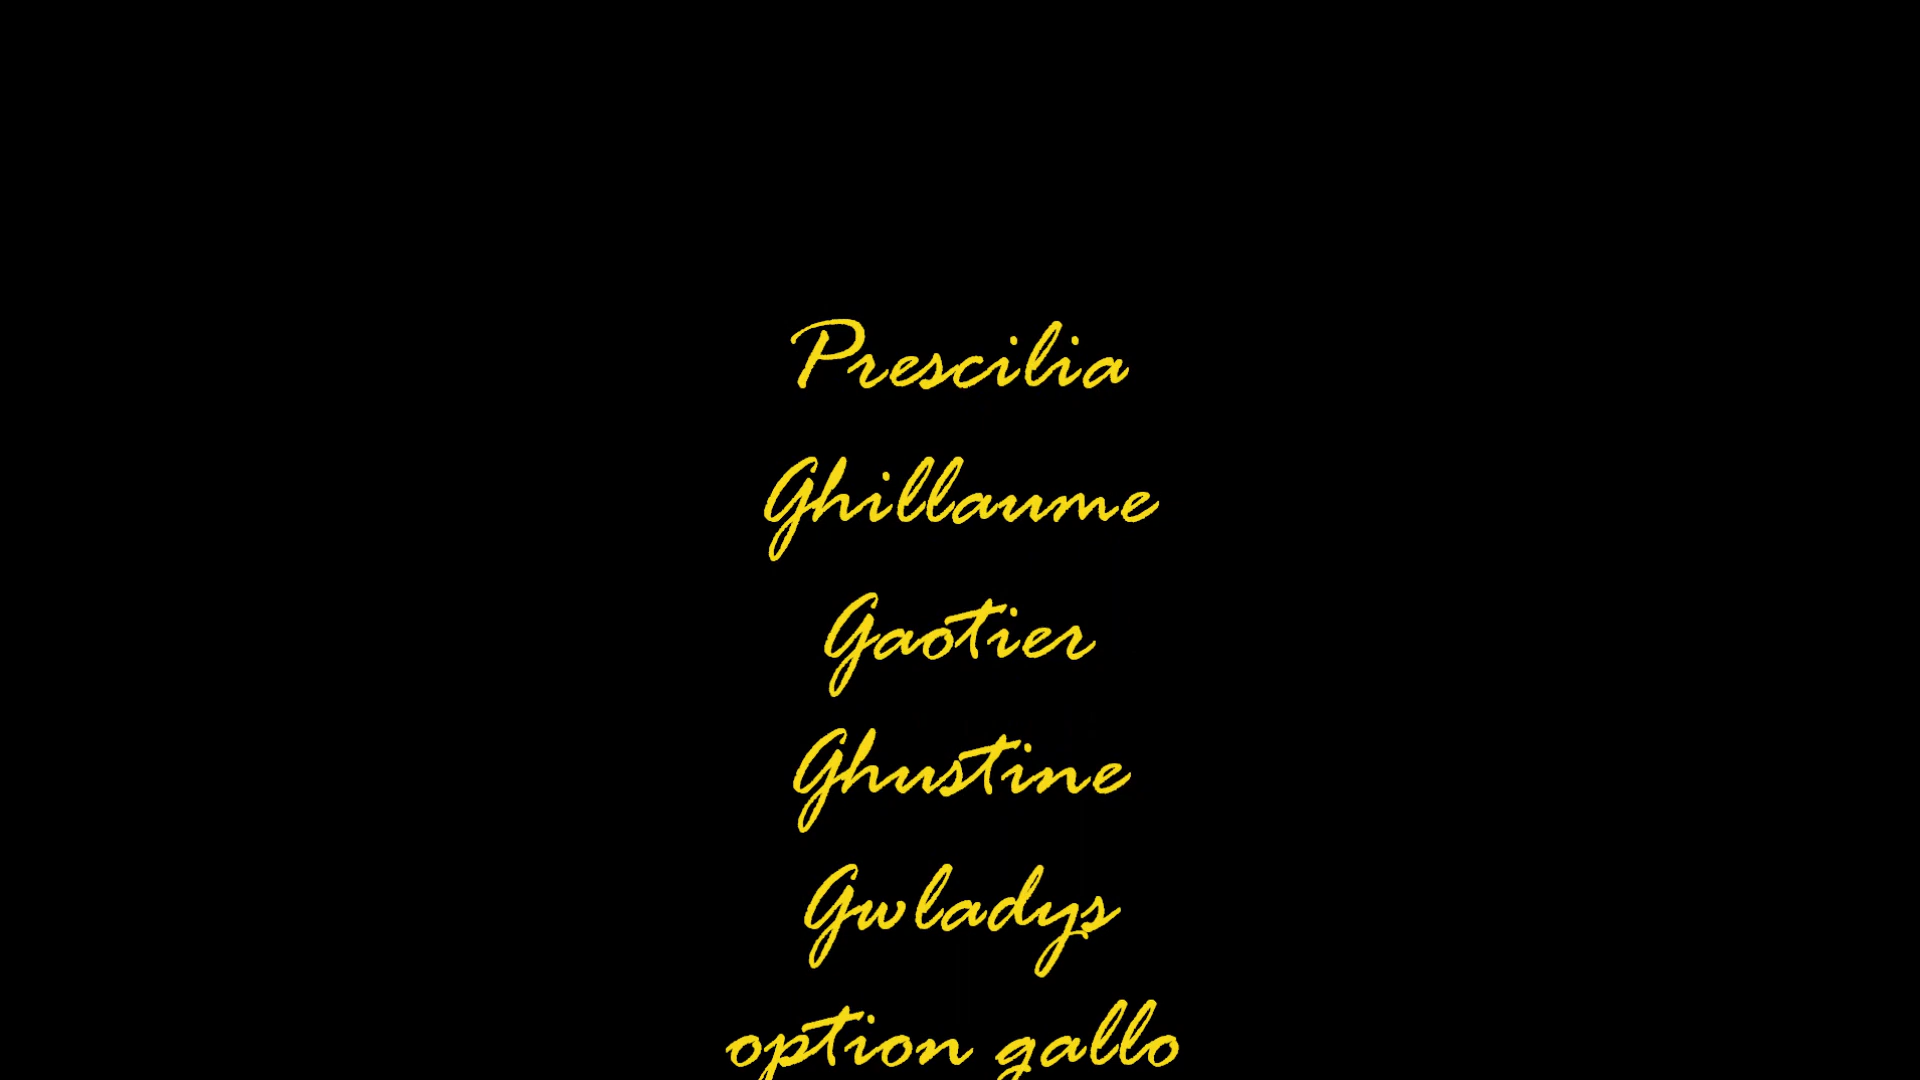 Prescilia
Ghillaume
Gaotier
Ghustine
Gwladys
option gallo